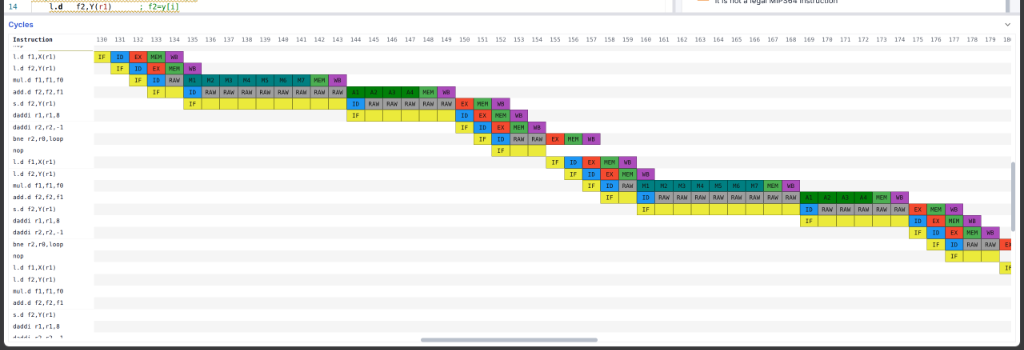 14 l.d f2,Y(r1) ; f2=y[i]
It is not a legal MIPS64 instruction
Cycles
Instruction 130 131 132 133 134 135 136 137 138 139 140 141 142 143 144 145 146 147 148 149 150 151 152 153 154 155 156 157 158 159 160 161 162 163 164 165 166 167 168 169 170 171 172 173 174 175 176 177 178 179
l.d f1,X(r1) IF ID EX MEM WB
l.d f2,Y(r1) IF ID EX MEM WB
mul.d f1,f1,f0 IF ID RAW M1 M2 M3 M4 M5 M6 M7 MEM WB
add.d f2,f2,f1 IF ID RAW RAW RAW RAW RAW RAW RAW RAW A1 A2 A3 A4 MEM WB
s.d f2,Y(r1) IF ID RAW RAW RAW RAW RAW EX MEM WB
daddi r1,r1,8 IF ID EX MEM WB
daddi r2,r2,-1 IF ID EX MEM WB
bne r2,r0,loop IF ID RAW RAW EX MEM WB
nop IF
l.d f1,X(r1) IF ID EX MEM WB
l.d f2,Y(r1) IF ID EX MEM WB
mul.d f1,f1,f0 IF ID RAW M1 M2 M3 M4 M5 M6 M7 MEM WB
add.d f2,f2,f1 IF ID RAW RAW RAW RAW RAW RAW RAW RAW A1 A2 A3 A4 MEM WB
s.d f2,Y(r1) IF ID RAW RAW RAW RAW RAW EX MEM WB
daddi r1,r1,8 IF ID EX MEM WB
daddi r2,r2,-1 IF ID EX MEM WB
bne r2,r0,loop IF ID RAW RAW
nop IF
l.d f1,X(r1)
l.d f2,Y(r1)
mul.d f1,f1,f0
add.d f2,f2,f1
s.d f2,Y(r1)
daddi r1,r1,8
daddi r2,r2,-1